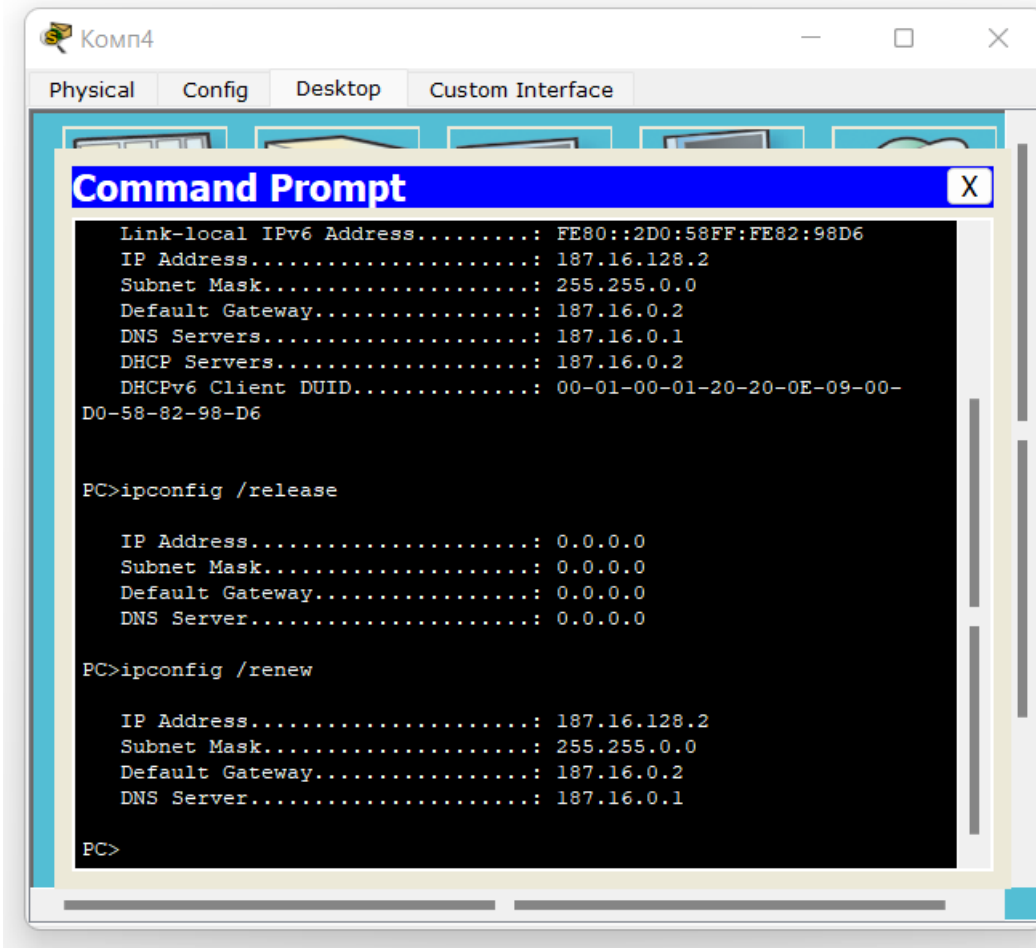 Комп4
Physical Config Desktop Custom Interface
Command Prompt X
Link-local IPv6 Address.........: FE80::2D0:58FF:FE82:98D6
IP Address......................: 187.16.128.2
Subnet Mask.....................: 255.255.0.0
Default Gateway.................: 187.16.0.2
DNS Servers.....................: 187.16.0.1
DHCP Servers....................: 187.16.0.2
DHCPv6 Client DUID..............: 00-01-00-01-20-20-0E-09-00-
D0-58-82-98-D6
PC>ipconfig /release
IP Address......................: 0.0.0.0
Subnet Mask.....................: 0.0.0.0
Default Gateway.................: 0.0.0.0
DNS Server......................: 0.0.0.0
PC>ipconfig /renew
IP Address......................: 187.16.128.2
Subnet Mask.....................: 255.255.0.0
Default Gateway.................: 187.16.0.2
DNS Server......................: 187.16.0.1
PC>